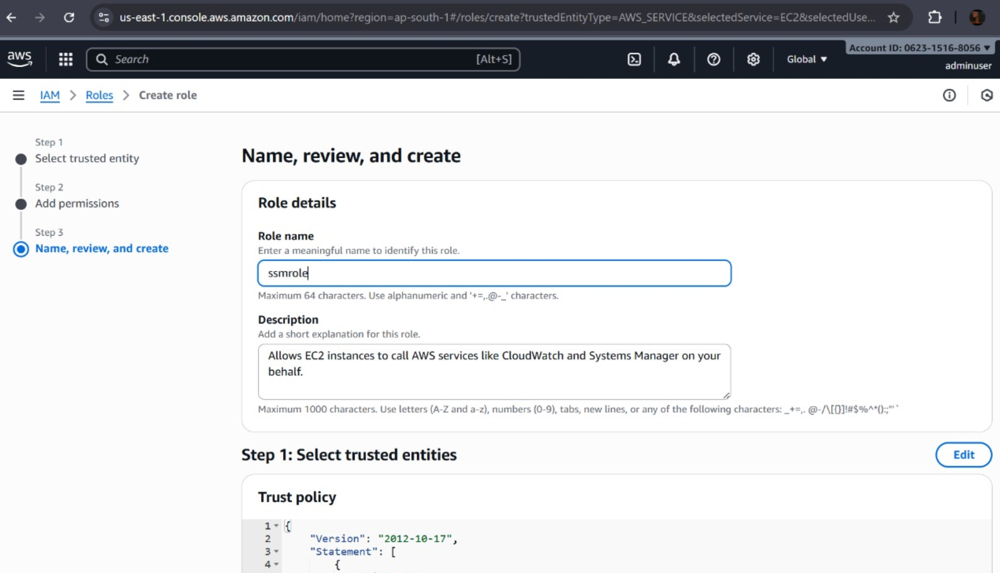 us-east-1.console.aws.amazon.com/iam/home?region=ap-south-1#/roles/create?trustedEntityType=AWS_SERVICE&selectedService=EC2&selectedUse...
aws
Search
[Alt+S]
Global
Account ID: 0623-1516-8056
adminuser
IAM > Roles > Create role
Step 1
Select trusted entity
Step 2
Add permissions
Step 3
Name, review, and create
Name, review, and create
Role details
Role name
Enter a meaningful name to identify this role.
ssmrole
Maximum 64 characters. Use alphanumeric and '+=,.@-_' characters.
Description
Add a short explanation for this role.
Allows EC2 instances to call AWS services like CloudWatch and Systems Manager on your
behalf.
Maximum 1000 characters. Use letters (A-Z and a-z), numbers (0-9), tabs, new lines, or any of the following characters: _+=,. @-/\[{}]!#$%^*();:"'`
Step 1: Select trusted entities
Edit
Trust policy
1 {
2 "Version": "2012-10-17",
3 "Statement": [
4 {